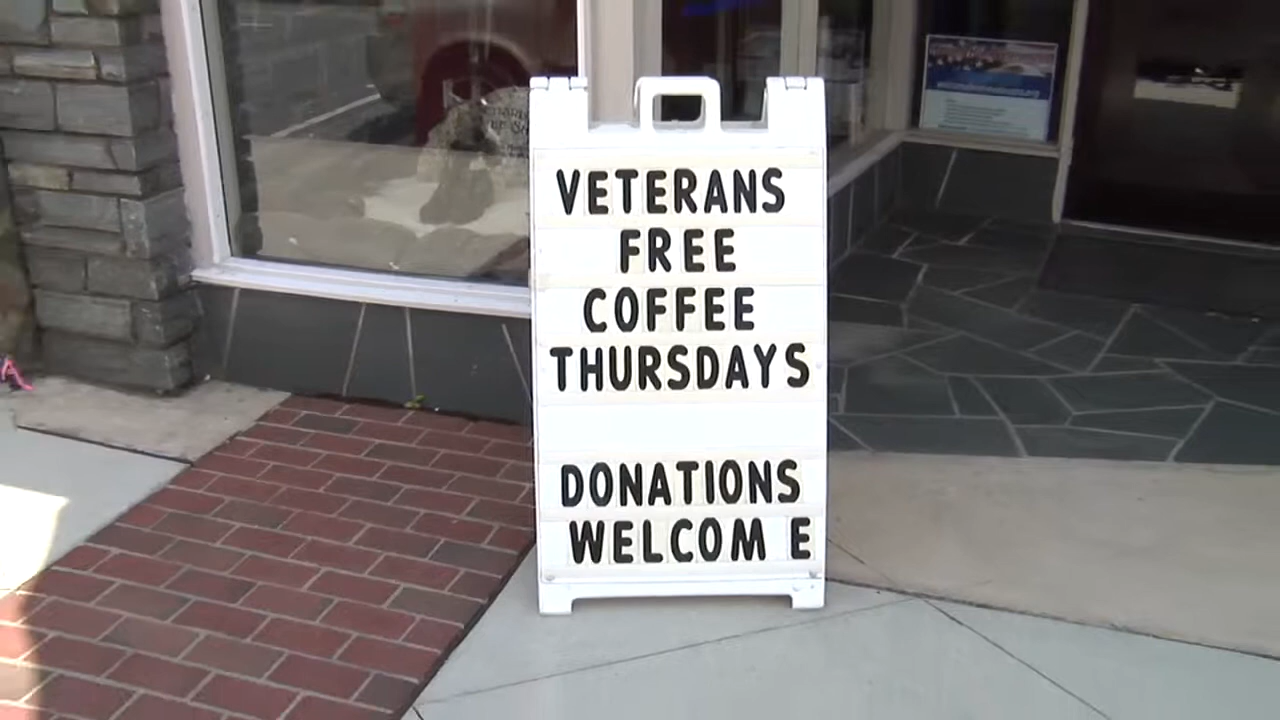 VETERANS
FREE
COFFEE
THURSDAYS
DONATIONS
WELCOM E